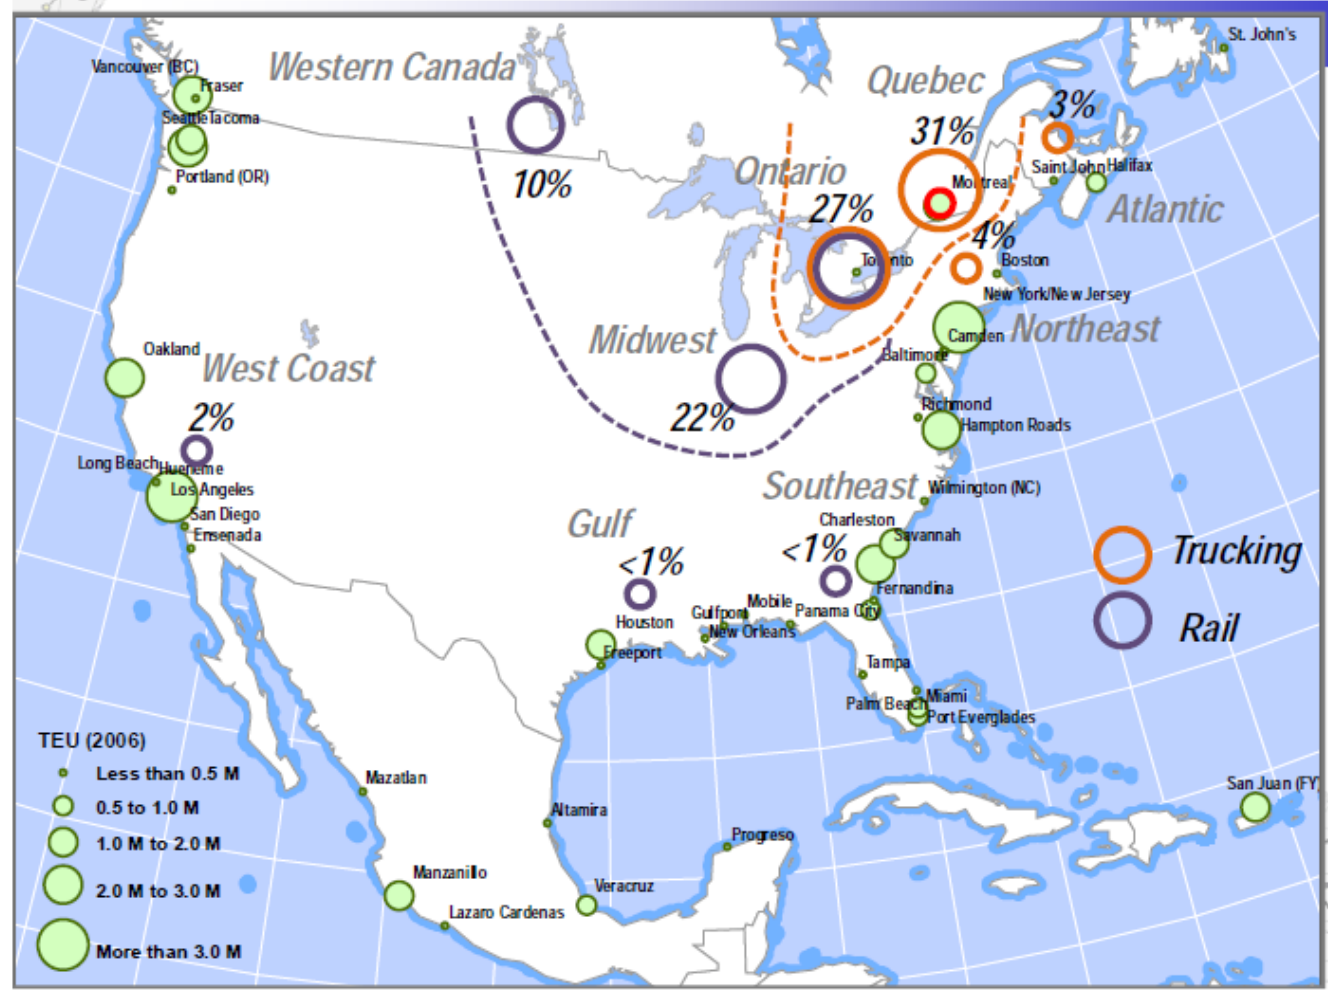 St. John's
Vancouver (BC)
Western Canada
Quebec
Fraser
3%
Seattle Tacoma
31%
Portland (OR)
10%
Ontario
Montreal
Saint John
Halifax
27%
Atlantic
4%
Toronto
Boston
New York/New Jersey
Midwest
Camden
Northeast
Oakland
West Coast
Baltimore
2%
22%
Richmond
Hampton Roads
Long Beach
Hueneme
Los Angeles
Southeast
Wilmington (NC)
San Diego
Ensenada
Gulf
Charleston
Savannah
<1%
<1%
Trucking
Fernandina
Houston
Gulfport
Mobile
Panama City
New Orleans
Rail
Freeport
Tampa
Miami
Palm Beach
Port Everglades
TEU (2006)
Less than 0.5 M
0.5 to 1.0 M
1.0 M to 2.0 M
2.0 M to 3.0 M
More than 3.0 M
Mazatlan
San Juan (FY)
Altamira
Progreso
Manzanillo
Veracruz
Lazaro Cardenas